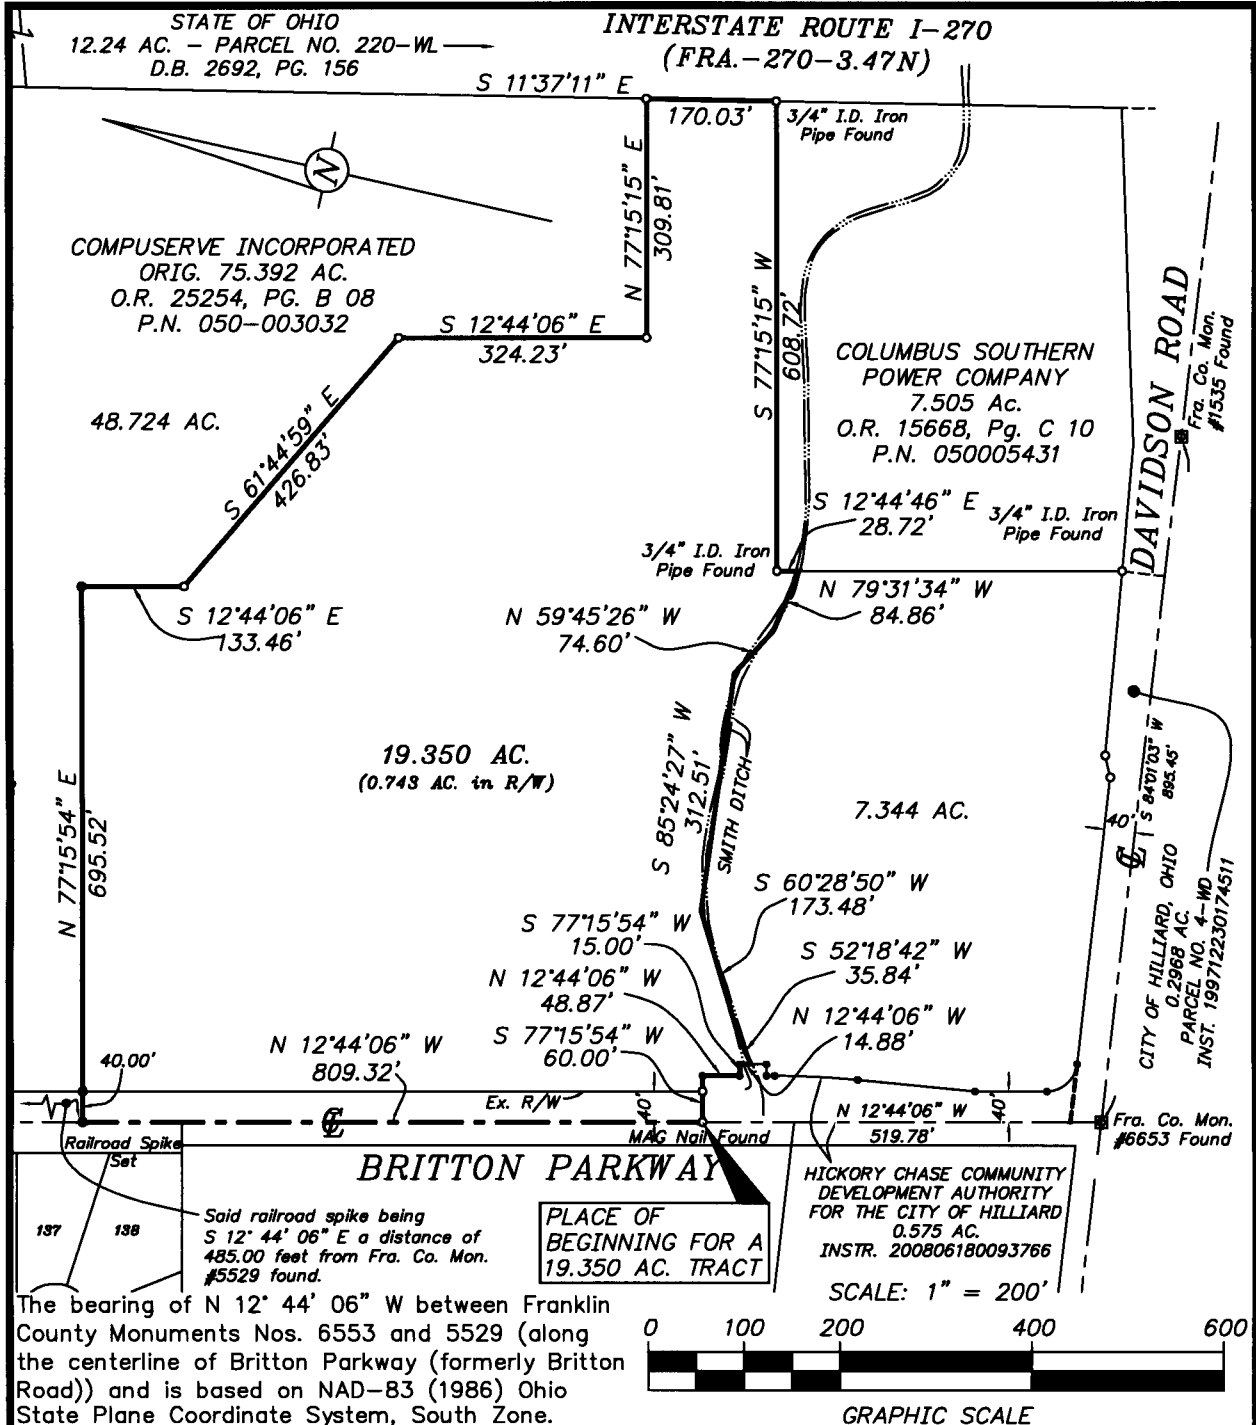 STATE OF OHIO
12.24 AC. - PARCEL NO. 220-WL
D.B. 2692, PG. 156
INTERSTATE ROUTE I-270
(FRA.-270-3.47N)
S 11°37'11" E
170.03'
3/4" I.D. Iron
Pipe Found
N
N 77°15'15" E
309.81'
COMPUSERVE INCORPORATED
ORIG. 75.392 AC.
O.R. 25254, PG. B 08
P.N. 050-003032
S 12°44'06" E
324.23'
S 77°15'15" W
608.72'
COLUMBUS SOUTHERN
POWER COMPANY
7.505 Ac.
O.R. 15668, Pg. C 10
P.N. 050005431
DAVIDSON ROAD
Fra. Co. Mon.
#1535 Found
48.724 AC.
S 61°44'59" E
426.83'
S 12°44'46" E
28.72'
3/4" I.D. Iron
Pipe Found
3/4" I.D. Iron
Pipe Found
S 12°44'06" E
133.46'
N 59°45'26" W
74.60'
N 79°31'34" W
84.86'
N 77°15'54" E
695.52'
19.350 AC.
(0.743 AC. in R/W)
S 85°24'27" W
312.51'
SMITH DITCH
7.344 AC.
S 84°01'03" W
895.45'
40'
CL
S 60°28'50" W
173.48'
S 77°15'54" W
15.00'
S 52°18'42" W
35.84'
N 12°44'06" W
48.87'
N 12°44'06" W
14.88'
CITY OF HILLIARD, OHIO
0.2968 AC.
PARCEL NO. 4-WD
INST. 199712230174511
S 77°15'54" W
60.00'
40.00'
N 12°44'06" W
809.32'
Ex. R/W
40'
40'
CL
N 12°44'06" W
519.78'
Fra. Co. Mon.
#6653 Found
Railroad Spike
Set
MAG Nail Found
BRITTON PARKWAY
137
138
Said railroad spike being
S 12° 44' 06" E a distance of
485.00 feet from Fra. Co. Mon.
#5529 found.
PLACE OF
BEGINNING FOR A
19.350 AC. TRACT
HICKORY CHASE COMMUNITY
DEVELOPMENT AUTHORITY
FOR THE CITY OF HILLIARD
0.575 AC.
INSTR. 200806180093766
SCALE: 1" = 200'
The bearing of N 12° 44' 06" W between Franklin
County Monuments Nos. 6553 and 5529 (along
the centerline of Britton Parkway (formerly Britton
Road)) and is based on NAD-83 (1986) Ohio
State Plane Coordinate System, South Zone.
0 100 200 400 600
GRAPHIC SCALE